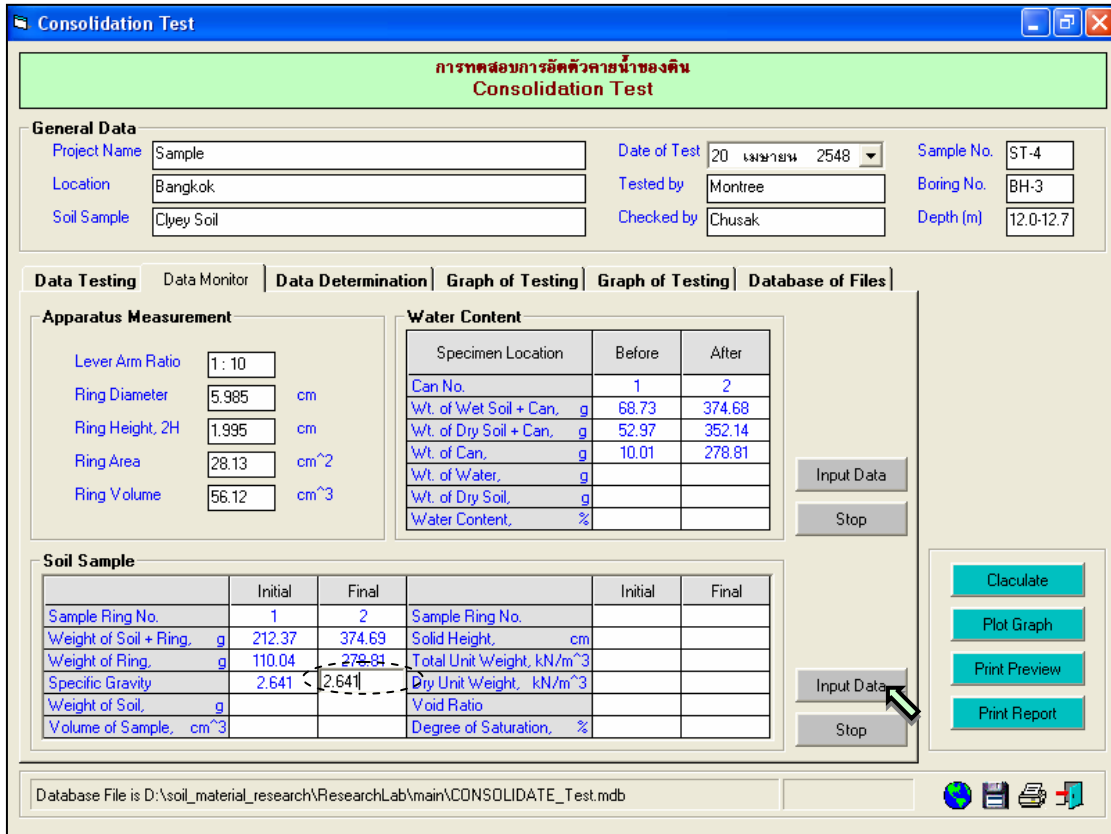 Consolidation Test
การทดสอบการอัดตัวคายน้ำของดิน
Consolidation Test
General Data
Project Name Sample Date of Test 20 เมษายน 2548 Sample No. ST-4
Location Bangkok Tested by Montree Boring No. BH-3
Soil Sample Clyey Soil Checked by Chusak Depth (m) 12.0-12.7
Data Testing Data Monitor Data Determination Graph of Testing Graph of Testing Database of Files
Apparatus Measurement
Lever Arm Ratio 1 : 10
Ring Diameter 5.985 cm
Ring Height, 2H 1.995 cm
Ring Area 28.13 cm^2
Ring Volume 56.12 cm^3
Water Content
Specimen Location Before After
Can No. 1 2
Wt. of Wet Soil + Can, g 68.73 374.68
Wt. of Dry Soil + Can, g 52.97 352.14
Wt. of Can, g 10.01 278.81
Wt. of Water, g
Wt. of Dry Soil, g
Water Content, %
Input Data
Stop
Soil Sample
Initial Final Initial Final
Sample Ring No. 1 2 Sample Ring No.
Weight of Soil + Ring, g 212.37 374.69 Solid Height, cm
Weight of Ring, g 110.04 278.81 Total Unit Weight, kN/m^3
Specific Gravity 2.641 2.641 Dry Unit Weight, kN/m^3
Weight of Soil, g Void Ratio
Volume of Sample, cm^3 Degree of Saturation, %
Input Data
Stop
Claculate
Plot Graph
Print Preview
Print Report
Database File is D:\soil_material_research\ResearchLab\main\CONSOLIDATE_Test.mdb